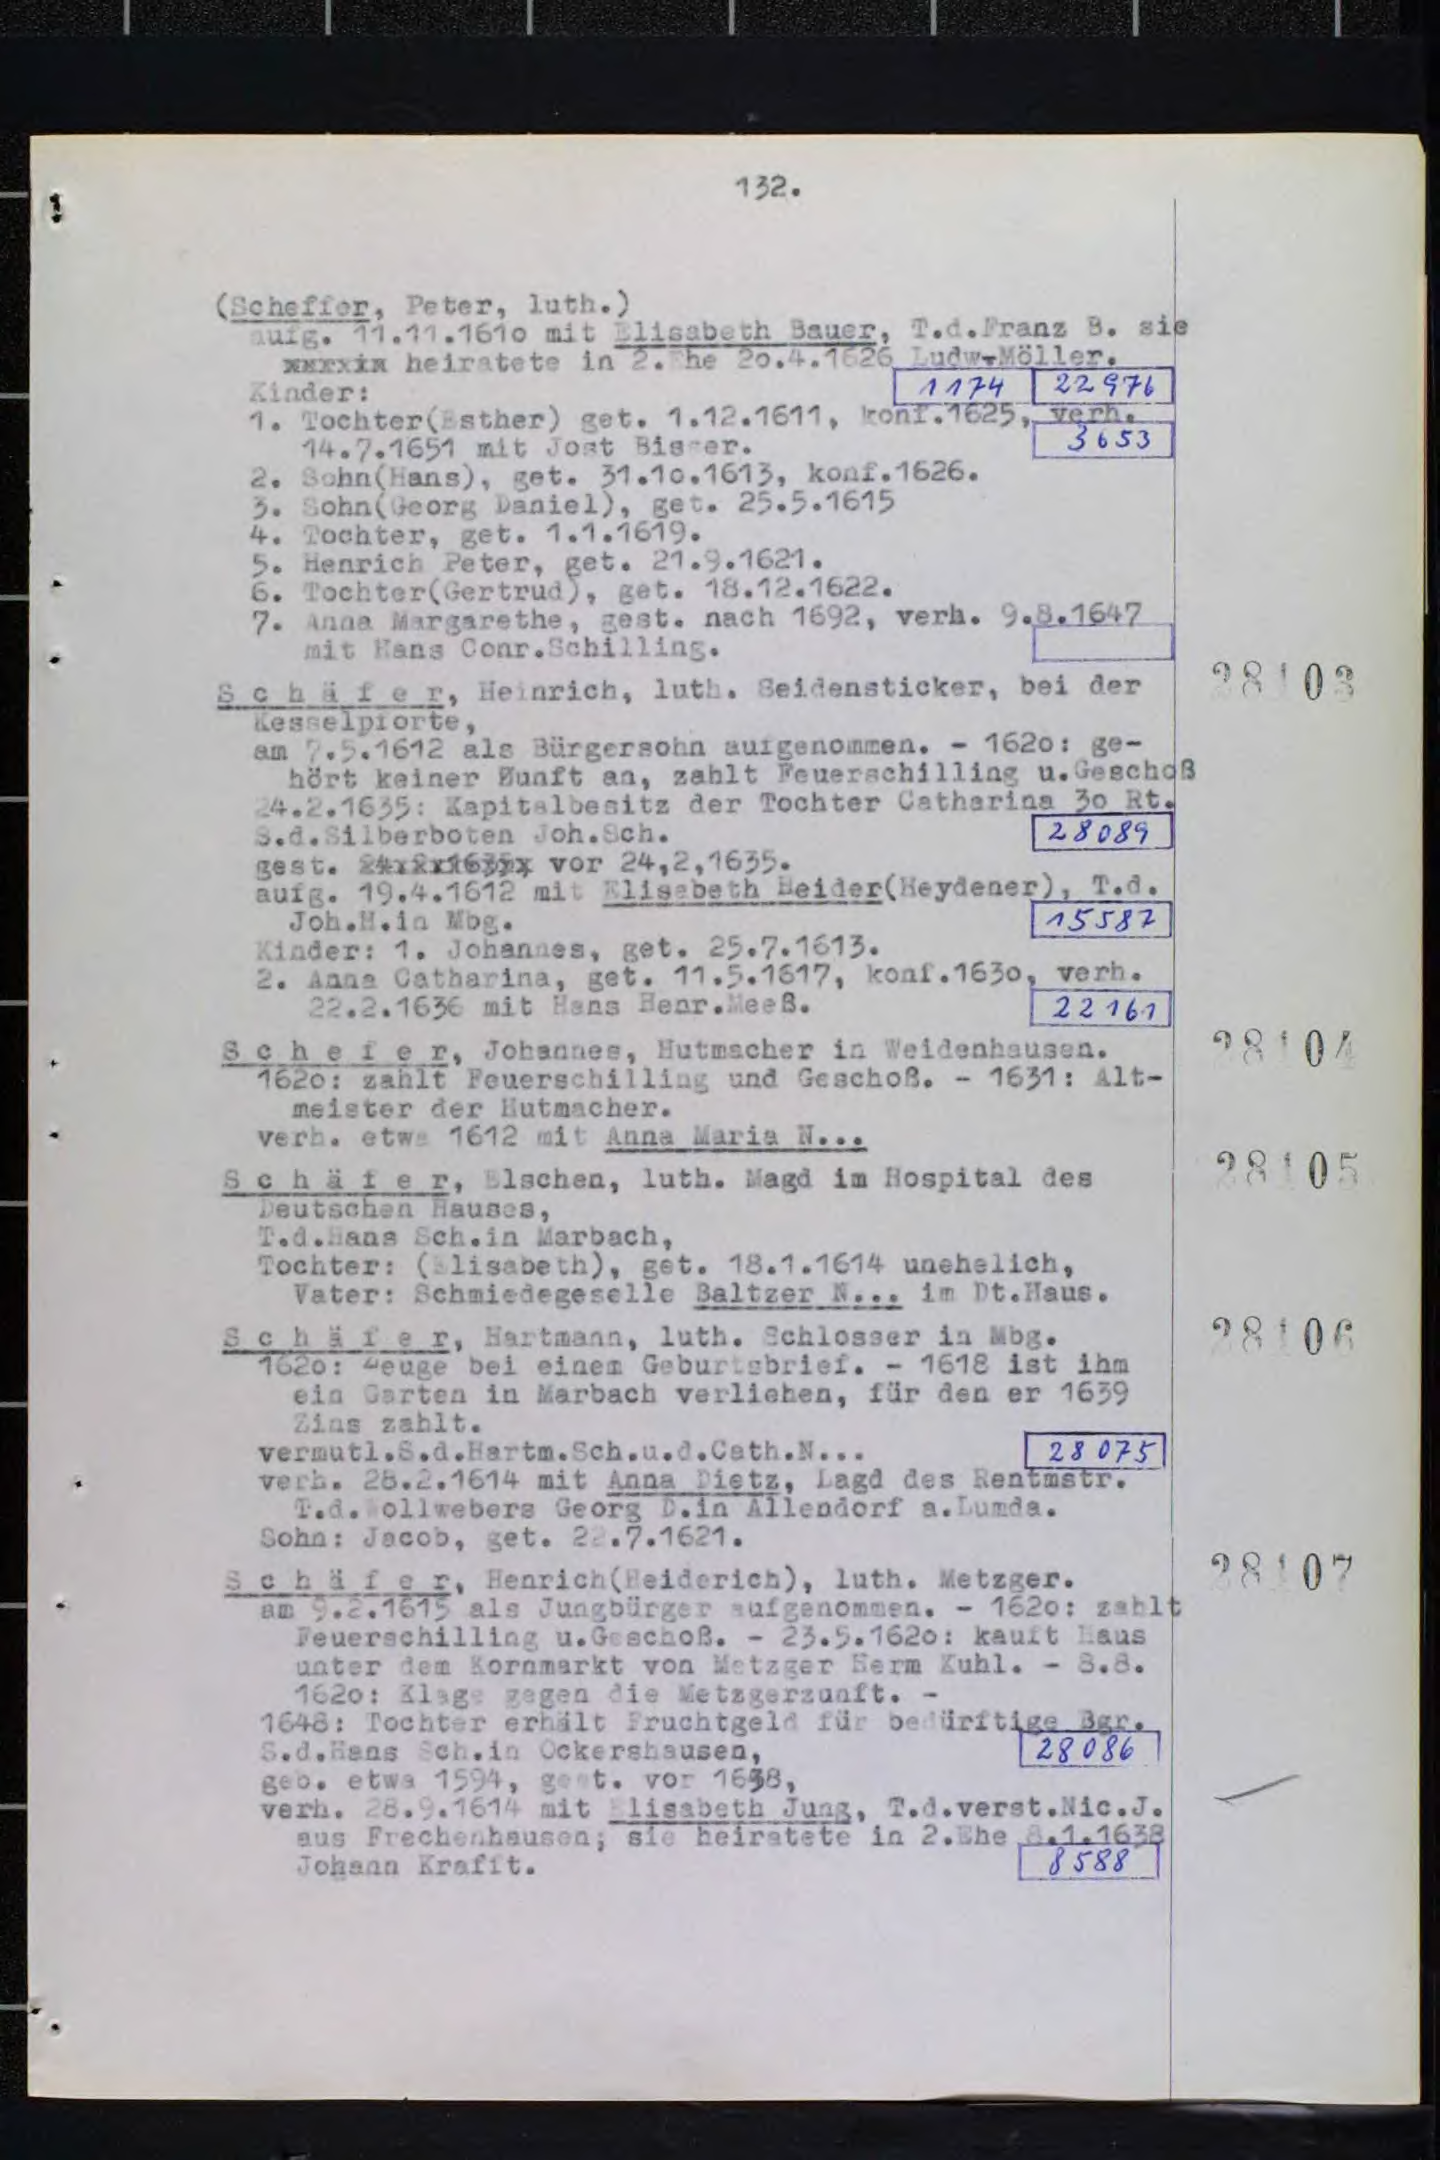 132.
(Scheffer, Peter, luth.)
aufg. 11.11.1610 mit Elisabeth Bauer, T.d.Franz B. sie
heiratete in 2.Ehe 20.4.1626 Ludw.Möller.
1174 22976
Kinder:
1. Tochter(Esther) get. 1.12.1611, konf.1625, verh.
14.7.1651 mit Jost Bisser.
3653
2. Sohn(Hans), get. 31.10.1613, konf.1626.
3. Sohn(Georg Daniel), get. 25.5.1615
4. Tochter, get. 1.1.1619.
5. Henrich Peter, get. 21.9.1621.
6. Tochter(Gertrud), get. 18.12.1622.
7. Anna Margarethe, gest. nach 1692, verh. 9.8.1647
mit Hans Conr.Schilling.
28103
S c h ä f e r, Heinrich, luth. Seidensticker, bei der
Kesselpforte,
am 7.5.1612 als Bürgersohn aufgenommen. - 1620: ge-
hört keiner Zunft an, zahlt Feuerschilling u.Geschoß
24.2.1635: Kapitalbesitz der Tochter Catharina 30 Rt.
S.d.Silberboten Joh.Sch.
28089
gest. vor 24,2,1635.
aufg. 19.4.1612 mit Elisabeth Heider(Heydener), T.d.
Joh.H.in Mbg.
15587
Kinder: 1. Johannes, get. 25.7.1613.
2. Anna Catharina, get. 11.5.1617, konf.1630, verh.
22.2.1636 mit Hans Henr.Meeß.
22161
28104
S c h e f e r, Johannes, Hutmacher in Weidenhausen.
1620: zahlt Feuerschilling und Geschoß. - 1631: Alt-
meister der Hutmacher.
verh. etwa 1612 mit Anna Maria N...
28105
S c h ä f e r, Elschen, luth. Magd im Hospital des
Deutschen Hauses,
T.d.Hans Sch.in Marbach,
Tochter: (Elisabeth), get. 18.1.1614 unehelich,
Vater: Schmiedegeselle Baltzer N... im Dt.Haus.
28106
S c h ä f e r, Hartmann, luth. Schlosser in Mbg.
1620: Zeuge bei einem Geburtsbrief. - 1618 ist ihm
ein Garten in Marbach verliehen, für den er 1639
Zins zahlt.
vermutl.S.d.Hartm.Sch.u.d.Cath.N...
28075
verh. 28.2.1614 mit Anna Dietz, Lagd des Rentmstr.
T.d.Wollwebers Georg D.in Allendorf a.Lumda.
Sohn: Jacob, get. 22.7.1621.
28107
S c h ä f e r, Henrich(Heiderich), luth. Metzger.
am 9.2.1615 als Jungbürger aufgenommen. - 1620: zahlt
Feuerschilling u.Geschoß. - 23.5.1620: kauft Haus
unter dem Kornmarkt von Metzger Herm Kuhl. - 8.8.
1620: Klage gegen die Metzgerzunft. -
1648: Tochter erhält Fruchtgeld für bedürftige Bgr.
S.d.Hans Sch.in Ockershausen,
28086
geb. etwa 1594, gest. vor 1638,
verh. 28.9.1614 mit Elisabeth Jung, T.d.verst.Nic.J.
aus Frechenhausen; sie heiratete in 2.Ehe 8.1.1638
Johann Krafft.
8588